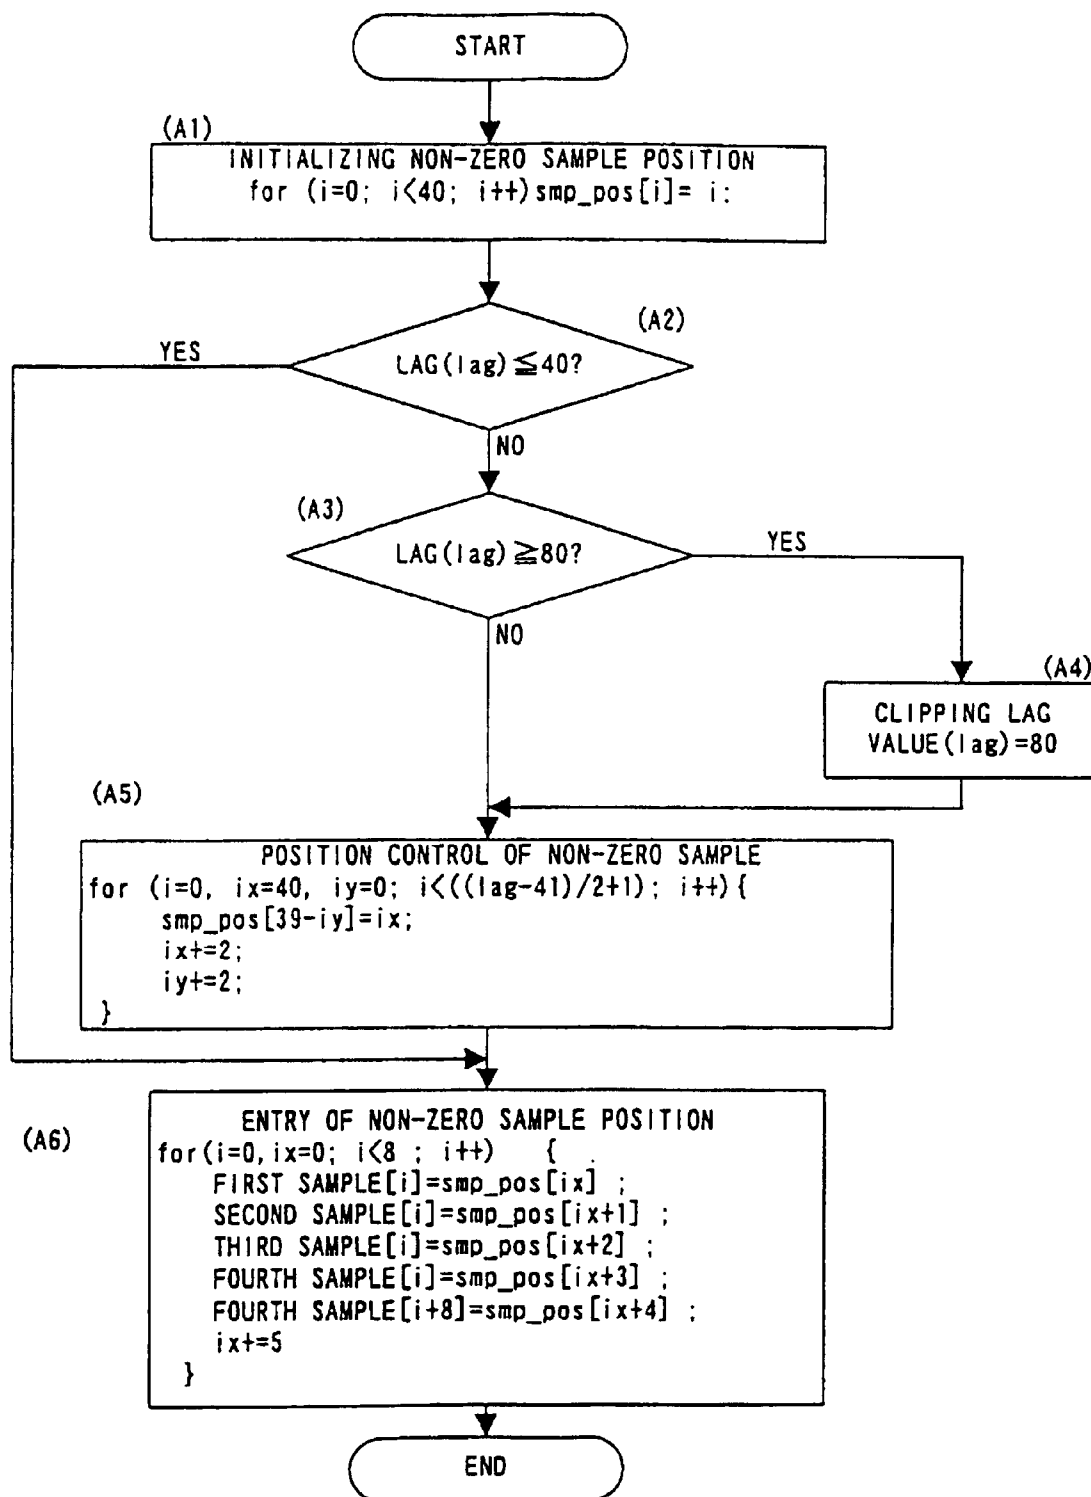 START
(A1)
INITIALIZING NON-ZERO SAMPLE POSITION
for (i=0; i<40; i++)smp_pos[i]= i:
(A2)
YES
LAG(lag)≦40?
NO
(A3)
LAG(lag)≧80?
YES
NO
(A4)
CLIPPING LAG
VALUE(lag)=80
(A5)
POSITION CONTROL OF NON-ZERO SAMPLE
for (i=0, ix=40, iy=0; i<((lag-41)/2+1); i++){
smp_pos[39-iy]=ix;
ix+=2;
iy+=2;
}
(A6)
ENTRY OF NON-ZERO SAMPLE POSITION
for(i=0,ix=0; i<8 ; i++) {
FIRST SAMPLE[i]=smp_pos[ix] ;
SECOND SAMPLE[i]=smp_pos[ix+1] ;
THIRD SAMPLE[i]=smp_pos[ix+2] ;
FOURTH SAMPLE[i]=smp_pos[ix+3] ;
FOURTH SAMPLE[i+8]=smp_pos[ix+4] ;
ix+=5
}
END